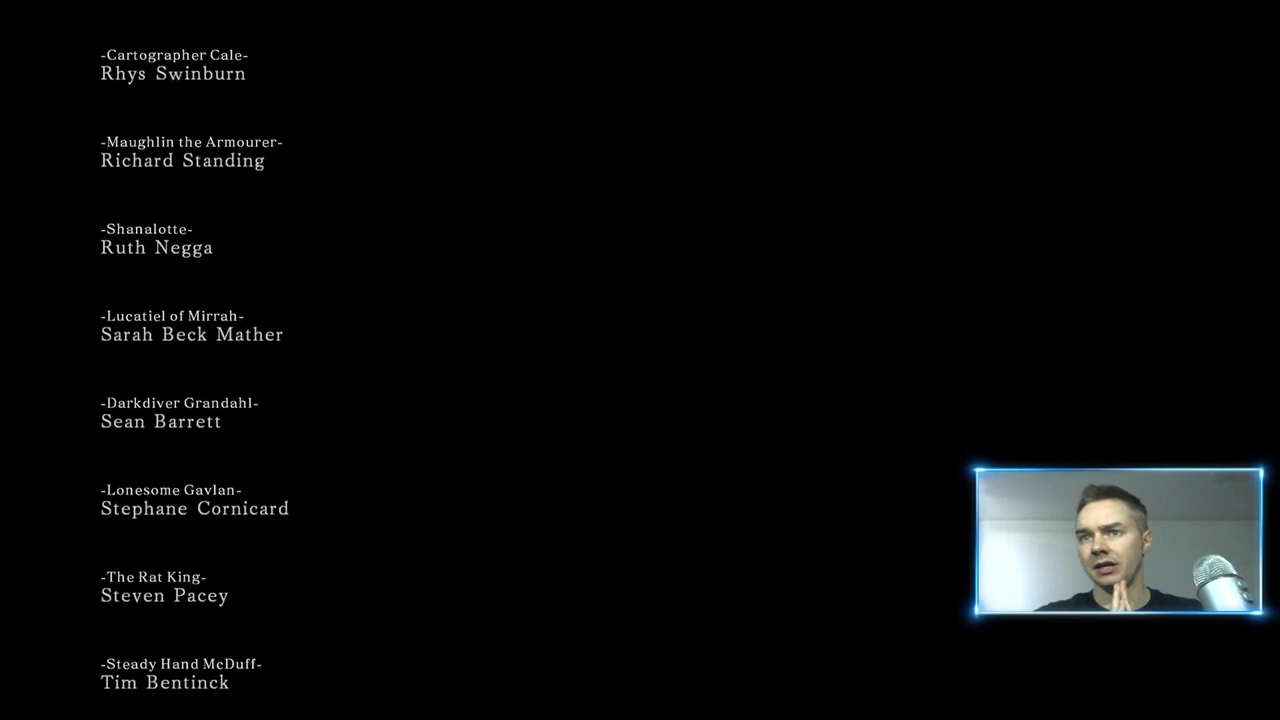 -Cartographer Cale-
Rhys Swinburn
-Maughlin the Armourer-
Richard Standing
-Shanalotte-
Ruth Negga
-Lucatiel of Mirrah-
Sarah Beck Mather
-Darkdiver Grandahl-
Sean Barrett
-Lonesome Gavlan-
Stephane Cornicard
-The Rat King-
Steven Pacey
-Steady Hand McDuff-
Tim Bentinck